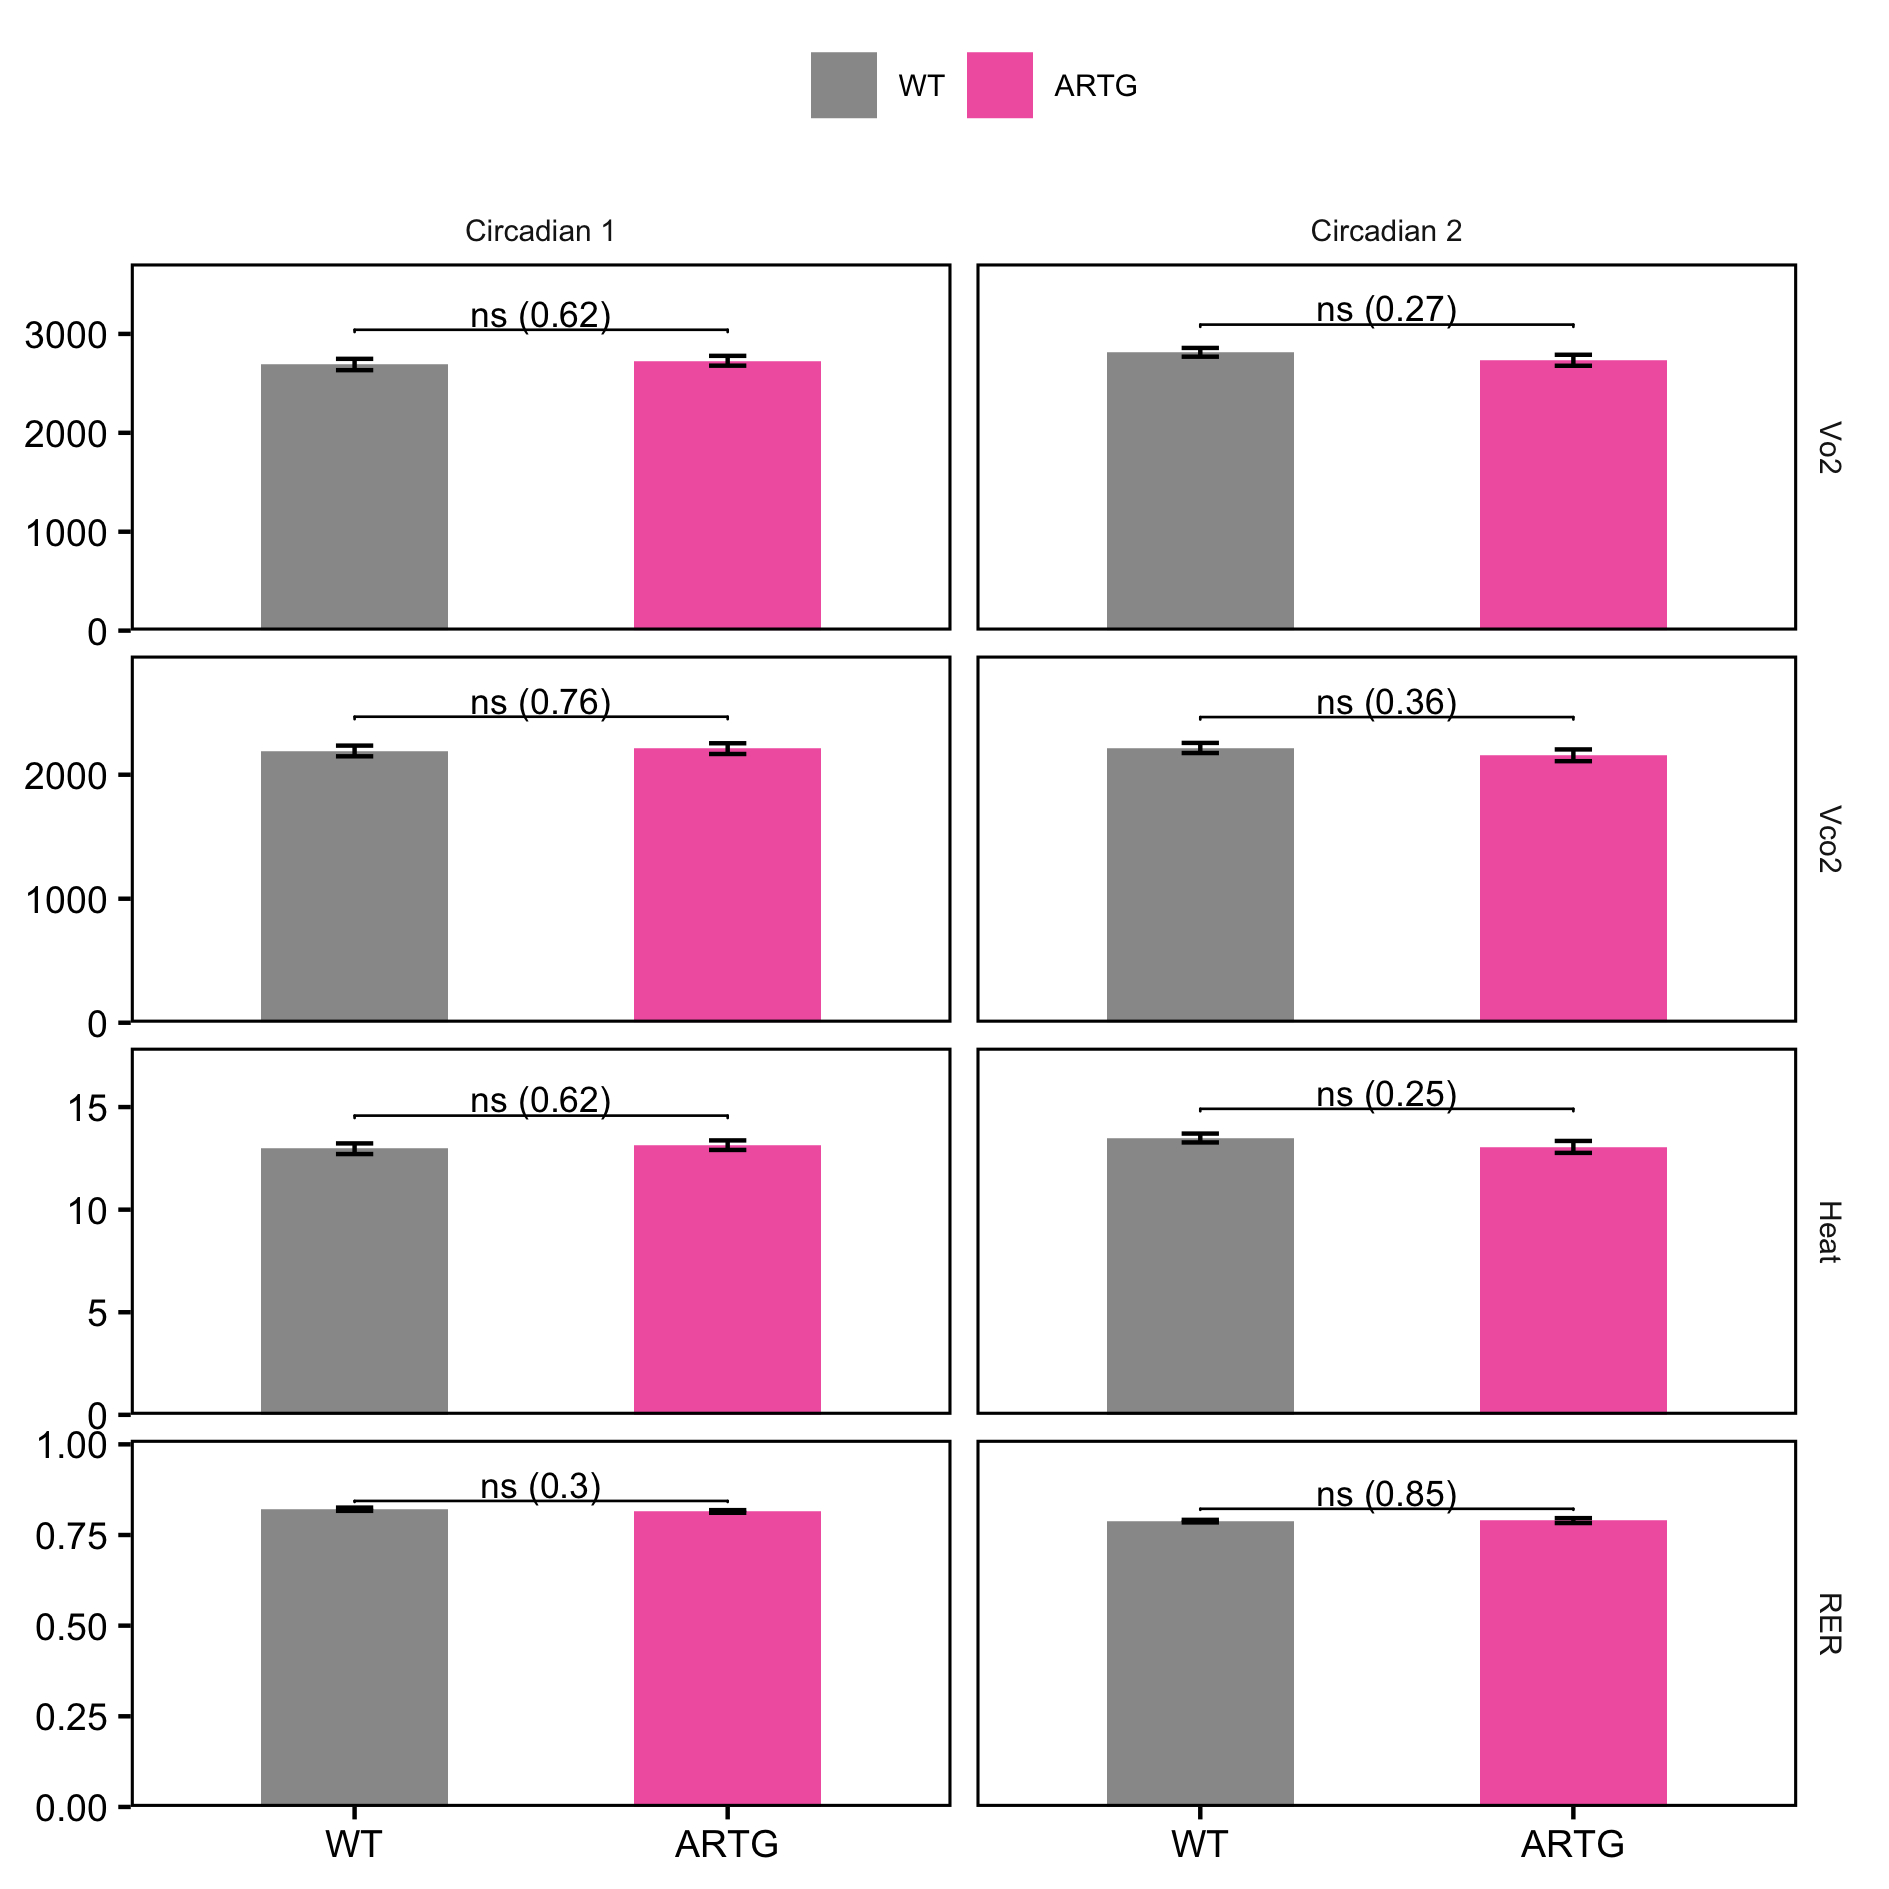 WT ARTG
Circadian 1 Circadian 2
3000
2000
1000
0
ns (0.62)
ns (0.27)
Vo2
2000
1000
0
ns (0.76)
ns (0.36)
Vco2
15
10
5
0
ns (0.62)
ns (0.25)
Heat
1.00
0.75
0.50
0.25
0.00
ns (0.3)
ns (0.85)
RER
WT ARTG WT ARTG